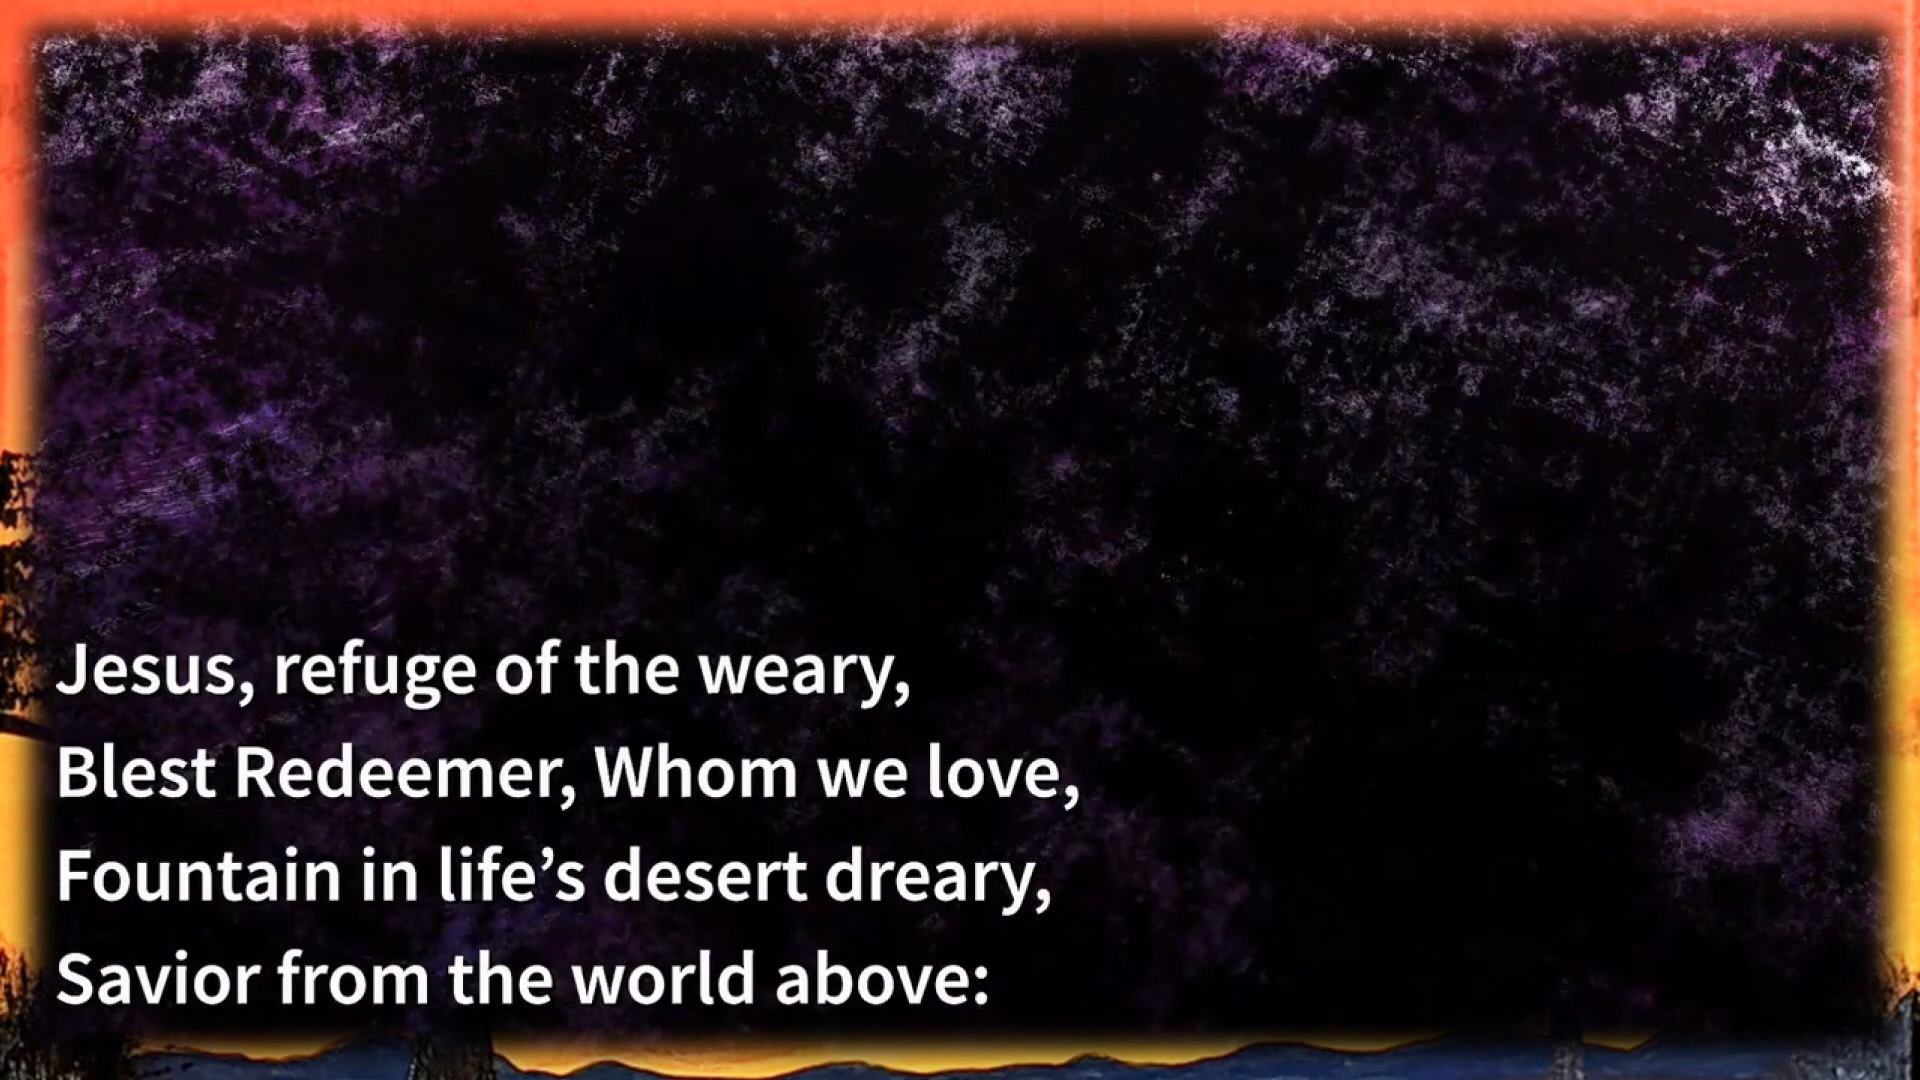 Jesus, refuge of the weary,
Blest Redeemer, Whom we love,
Fountain in life’s desert dreary,
Savior from the world above: